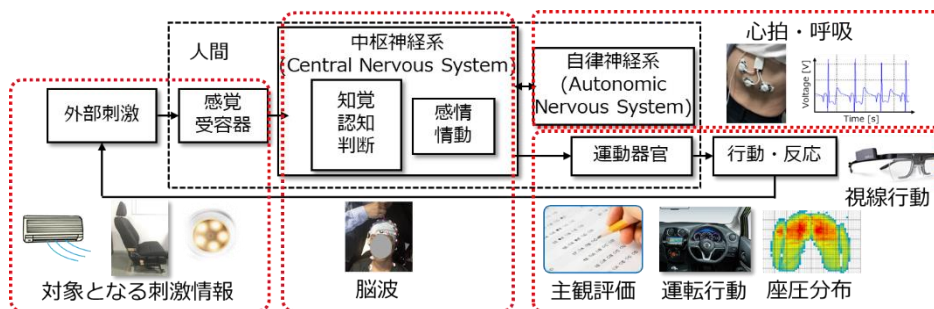 人間
外部刺激
感覚
受容器
中枢神経系
(Central Nervous System)
知覚
認知
判断
感情
情動
自律神経系
(Autonomic
Nervous System)
運動器官
行動・反応
心拍・呼吸
Voltage [V]
Time [s]
視線行動
対象となる刺激情報
脳波
主観評価
運転行動
座圧分布